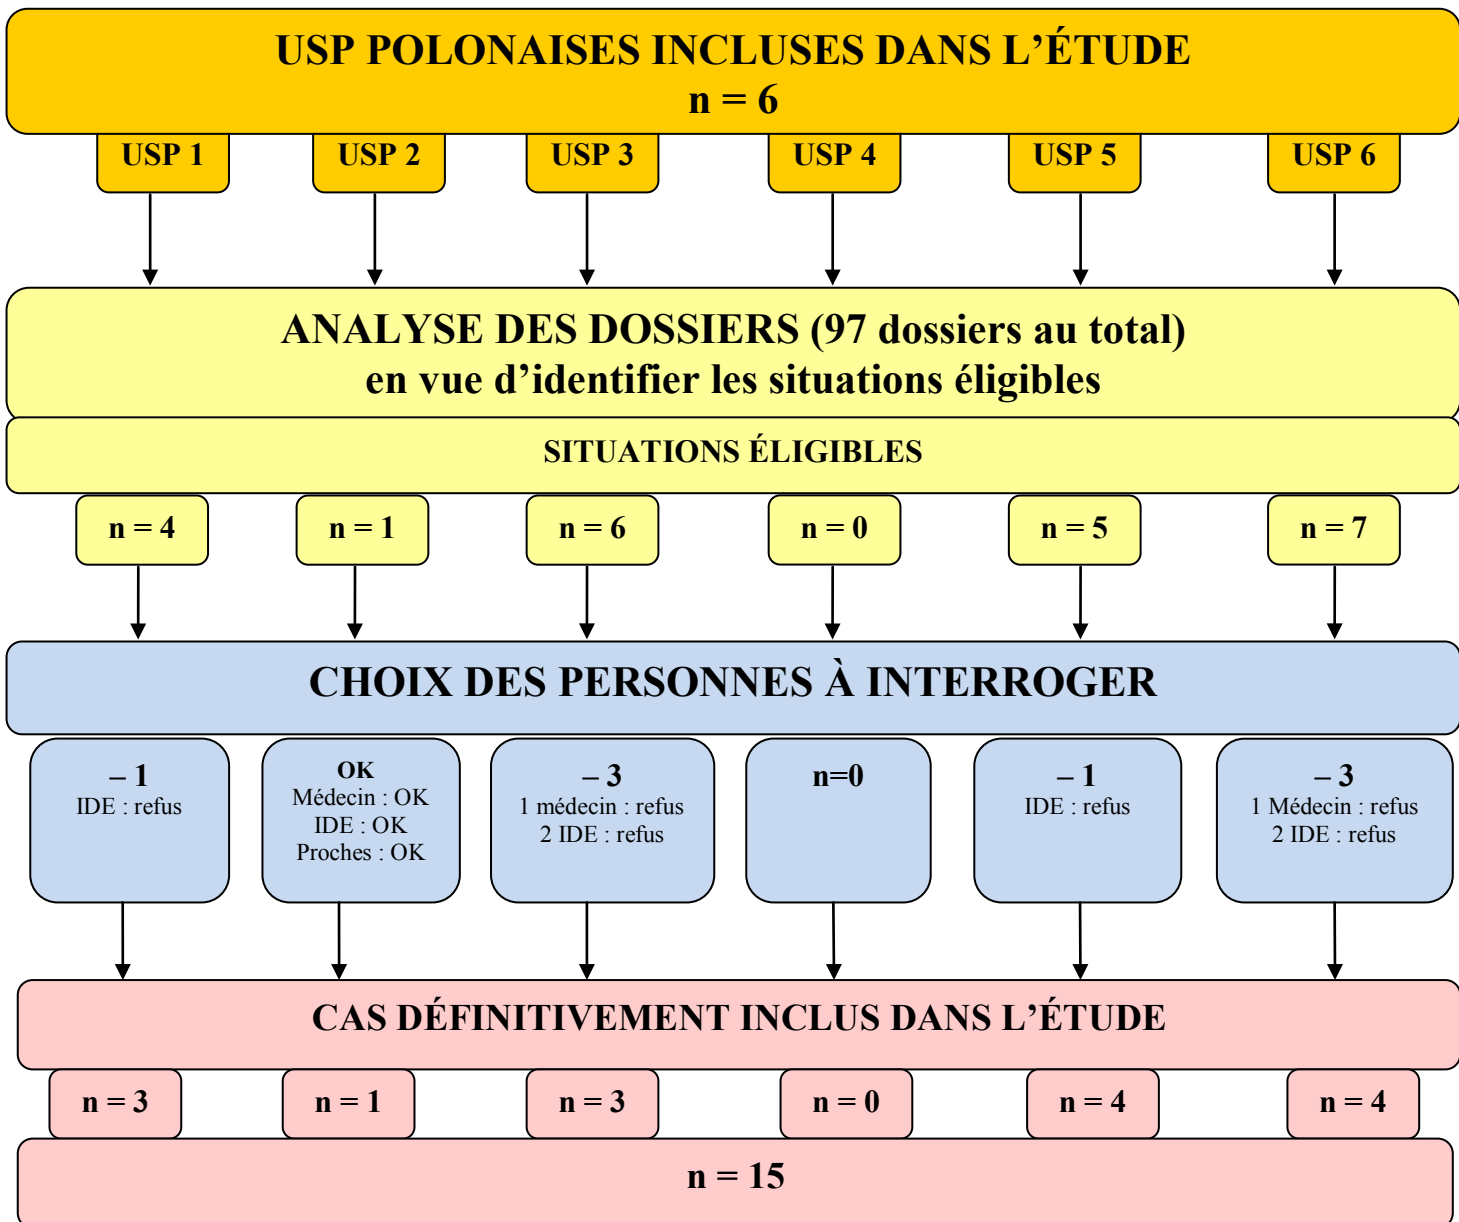 USP POLONAISES INCLUSES DANS L’ÉTUDE
n = 6
USP 1
USP 2
USP 3
USP 4
USP 5
USP 6
ANALYSE DES DOSSIERS (97 dossiers au total)
en vue d’identifier les situations éligibles
SITUATIONS ÉLIGIBLES
n = 4
n = 1
n = 6
n = 0
n = 5
n = 7
CHOIX DES PERSONNES À INTERROGER
– 1
IDE : refus
OK
Médecin : OK
IDE : OK
Proches : OK
– 3
1 médecin : refus
2 IDE : refus
n=0
– 1
IDE : refus
– 3
1 Médecin : refus
2 IDE : refus
CAS DÉFINITIVEMENT INCLUS DANS L’ÉTUDE
n = 3
n = 1
n = 3
n = 0
n = 4
n = 4
n = 15